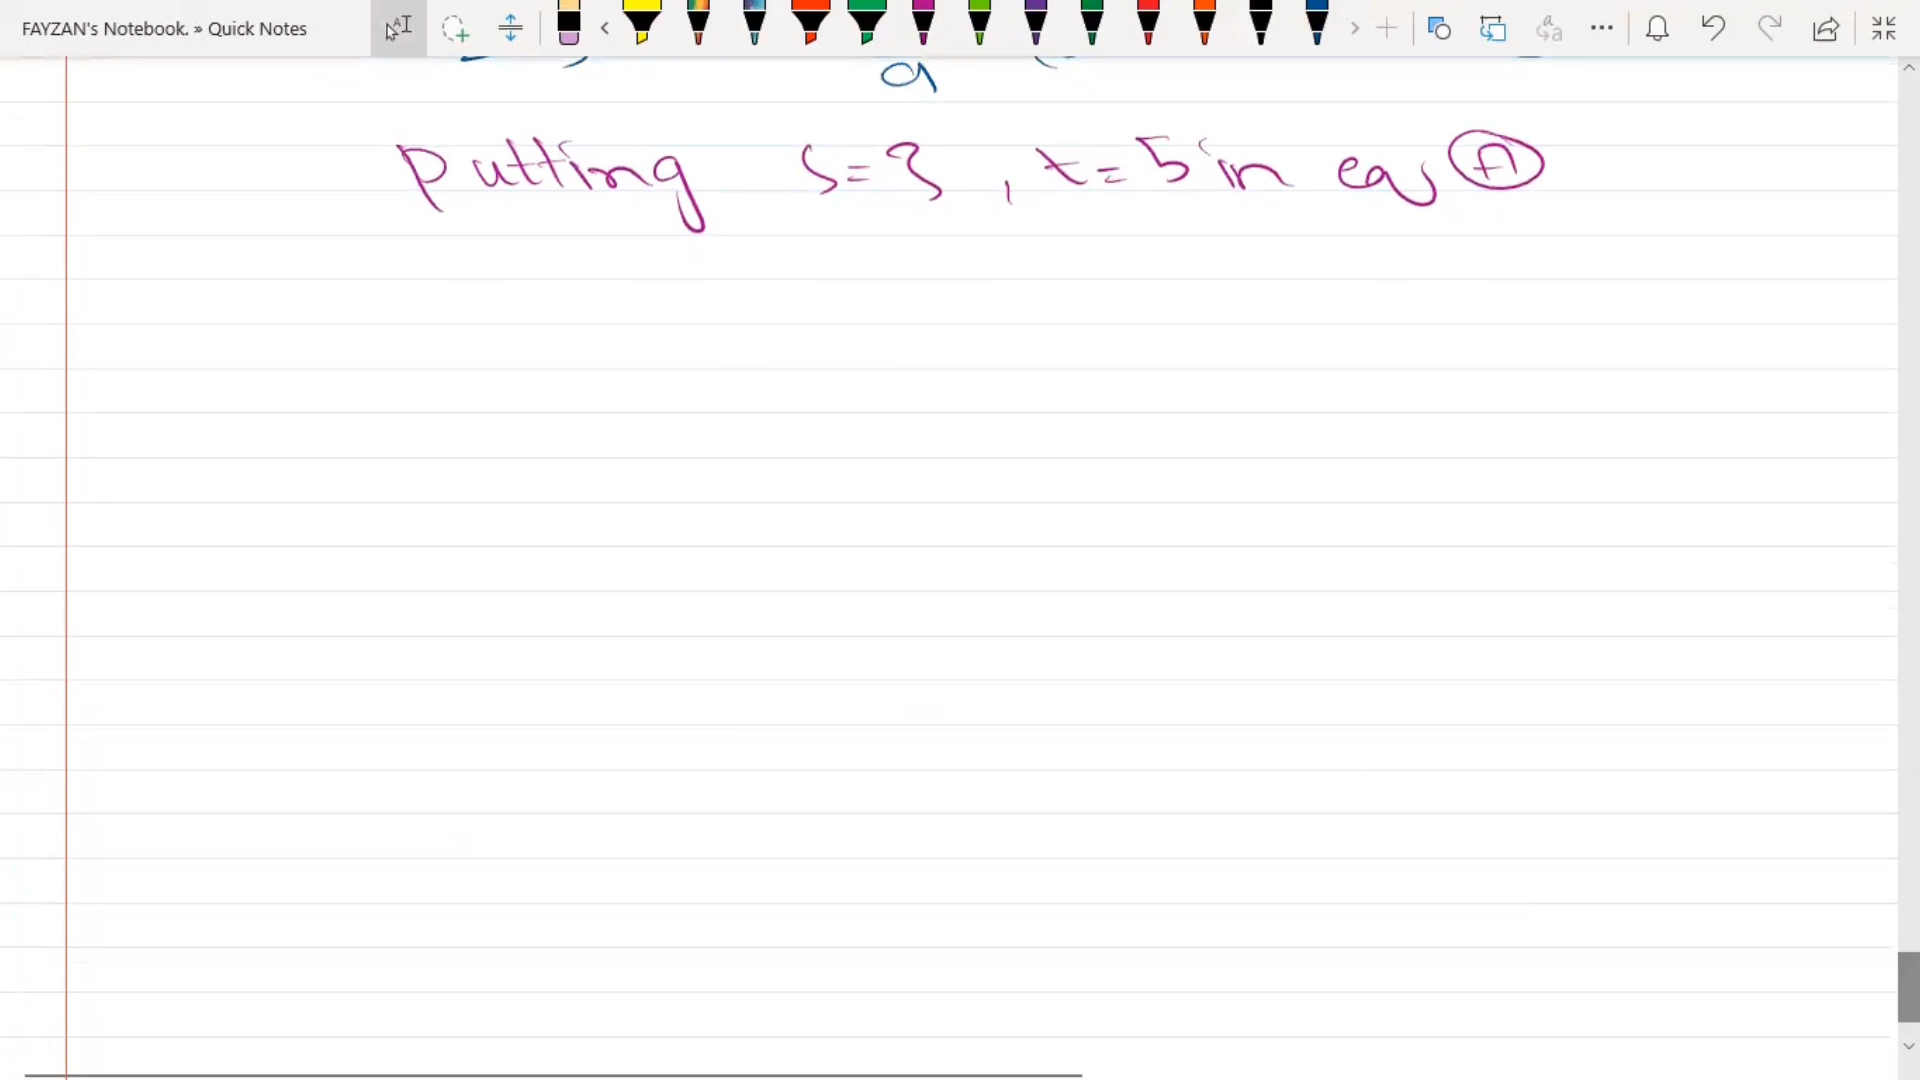 FAYZAN's Notebook. » Quick Notes
a
Putting s=3, t=5 in eq (A)